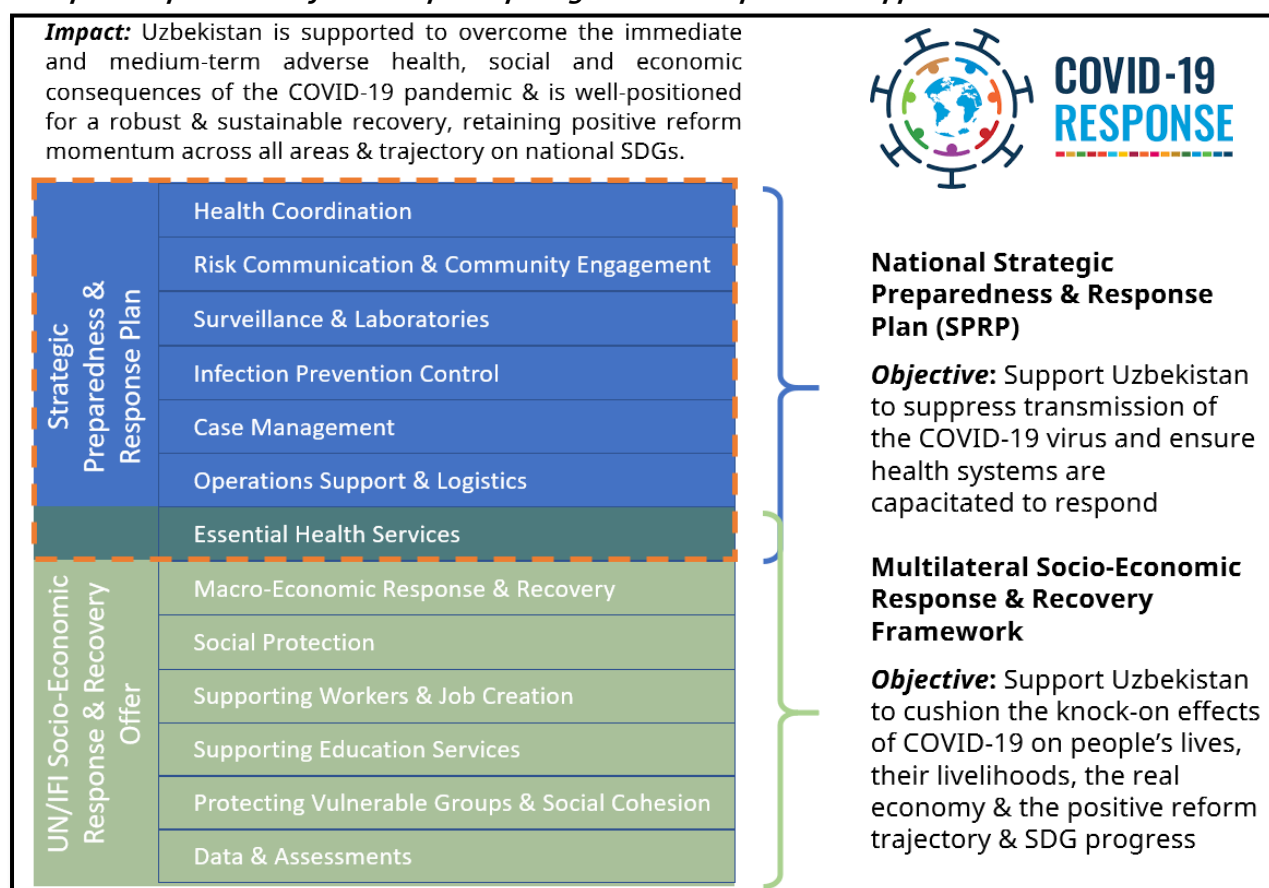 Impact: Uzbekistan is supported to overcome the immediate
and medium-term adverse health, social and economic
consequences of the COVID-19 pandemic & is well-positioned
for a robust & sustainable recovery, retaining positive reform
momentum across all areas & trajectory on national SDGs.
COVID-19
RESPONSE
Strategic
Preparedness &
Response Plan
Health Coordination
Risk Communication & Community Engagement
Surveillance & Laboratories
Infection Prevention Control
Case Management
Operations Support & Logistics
Essential Health Services
UN/IFI Socio-Economic
Response & Recovery
Offer
Macro-Economic Response & Recovery
Social Protection
Supporting Workers & Job Creation
Supporting Education Services
Protecting Vulnerable Groups & Social Cohesion
Data & Assessments
National Strategic
Preparedness & Response
Plan (SPRP)
Objective: Support Uzbekistan
to suppress transmission of
the COVID-19 virus and ensure
health systems are
capacitated to respond
Multilateral Socio-Economic
Response & Recovery
Framework
Objective: Support Uzbekistan
to cushion the knock-on effects
of COVID-19 on people's lives,
their livelihoods, the real
economy & the positive reform
trajectory & SDG progress